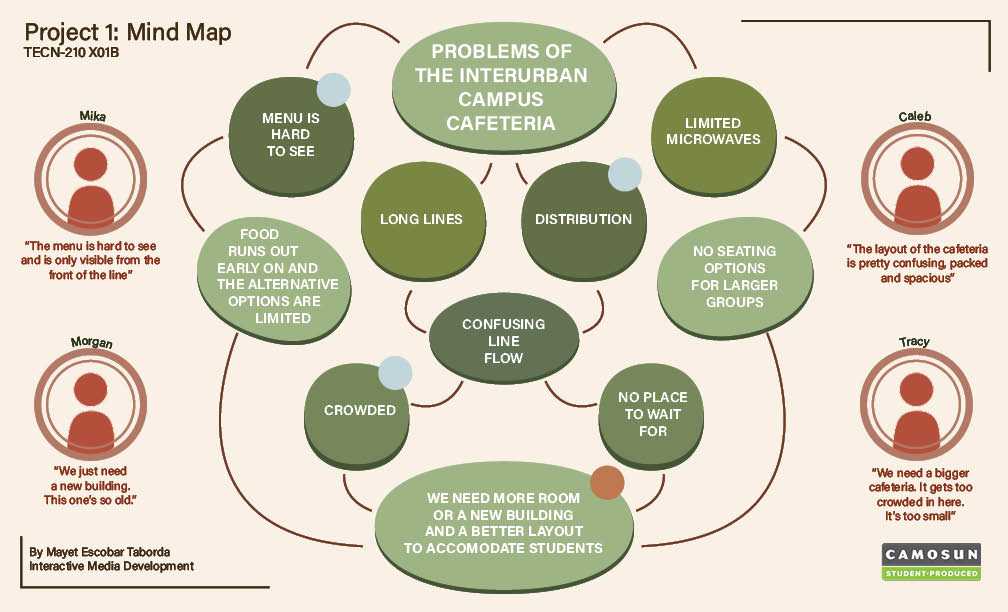 Project 1: Mind Map
TECN-210 X01B
PROBLEMS OF
THE INTERURBAN
CAMPUS
CAFETERIA
MENU IS
HARD
TO SEE
LIMITED
MICROWAVES
LONG LINES
DISTRIBUTION
FOOD
RUNS OUT
EARLY ON AND
THE ALTERNATIVE
OPTIONS ARE
LIMITED
NO SEATING
OPTIONS
FOR LARGER
GROUPS
CONFUSING
LINE
FLOW
CROWDED
NO PLACE
TO WAIT
FOR
WE NEED MORE ROOM
OR A NEW BUILDING
AND A BETTER LAYOUT
TO ACCOMODATE STUDENTS
Mika
“The menu is hard to see
and is only visible from the
front of the line”
Morgan
“We just need
a new building.
This one’s so old.”
Caleb
“The layout of the cafeteria
is pretty confusing, packed
and spacious”
Tracy
“We need a bigger
cafeteria. It gets too
crowded in here.
It’s too small”
By Mayet Escobar Taborda
Interactive Media Development
CAMOSUN
STUDENT-PRODUCED